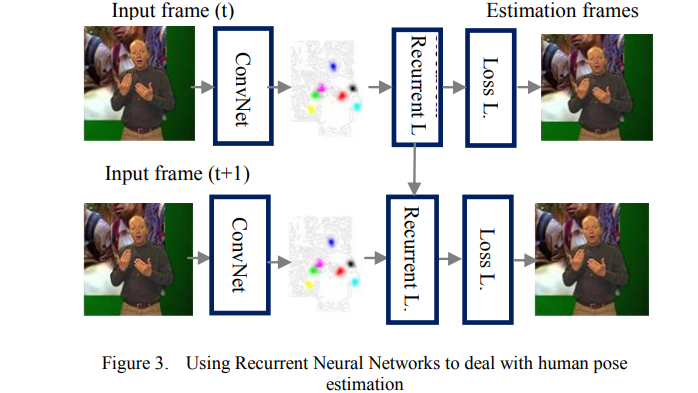 Input frame (t)
Estimation frames
ConvNet
Recurrent L
Loss L.
Input frame (t+1)
ConvNet
Recurrent L.
Loss L.
Figure 3. Using Recurrent Neural Networks to deal with human pose
estimation